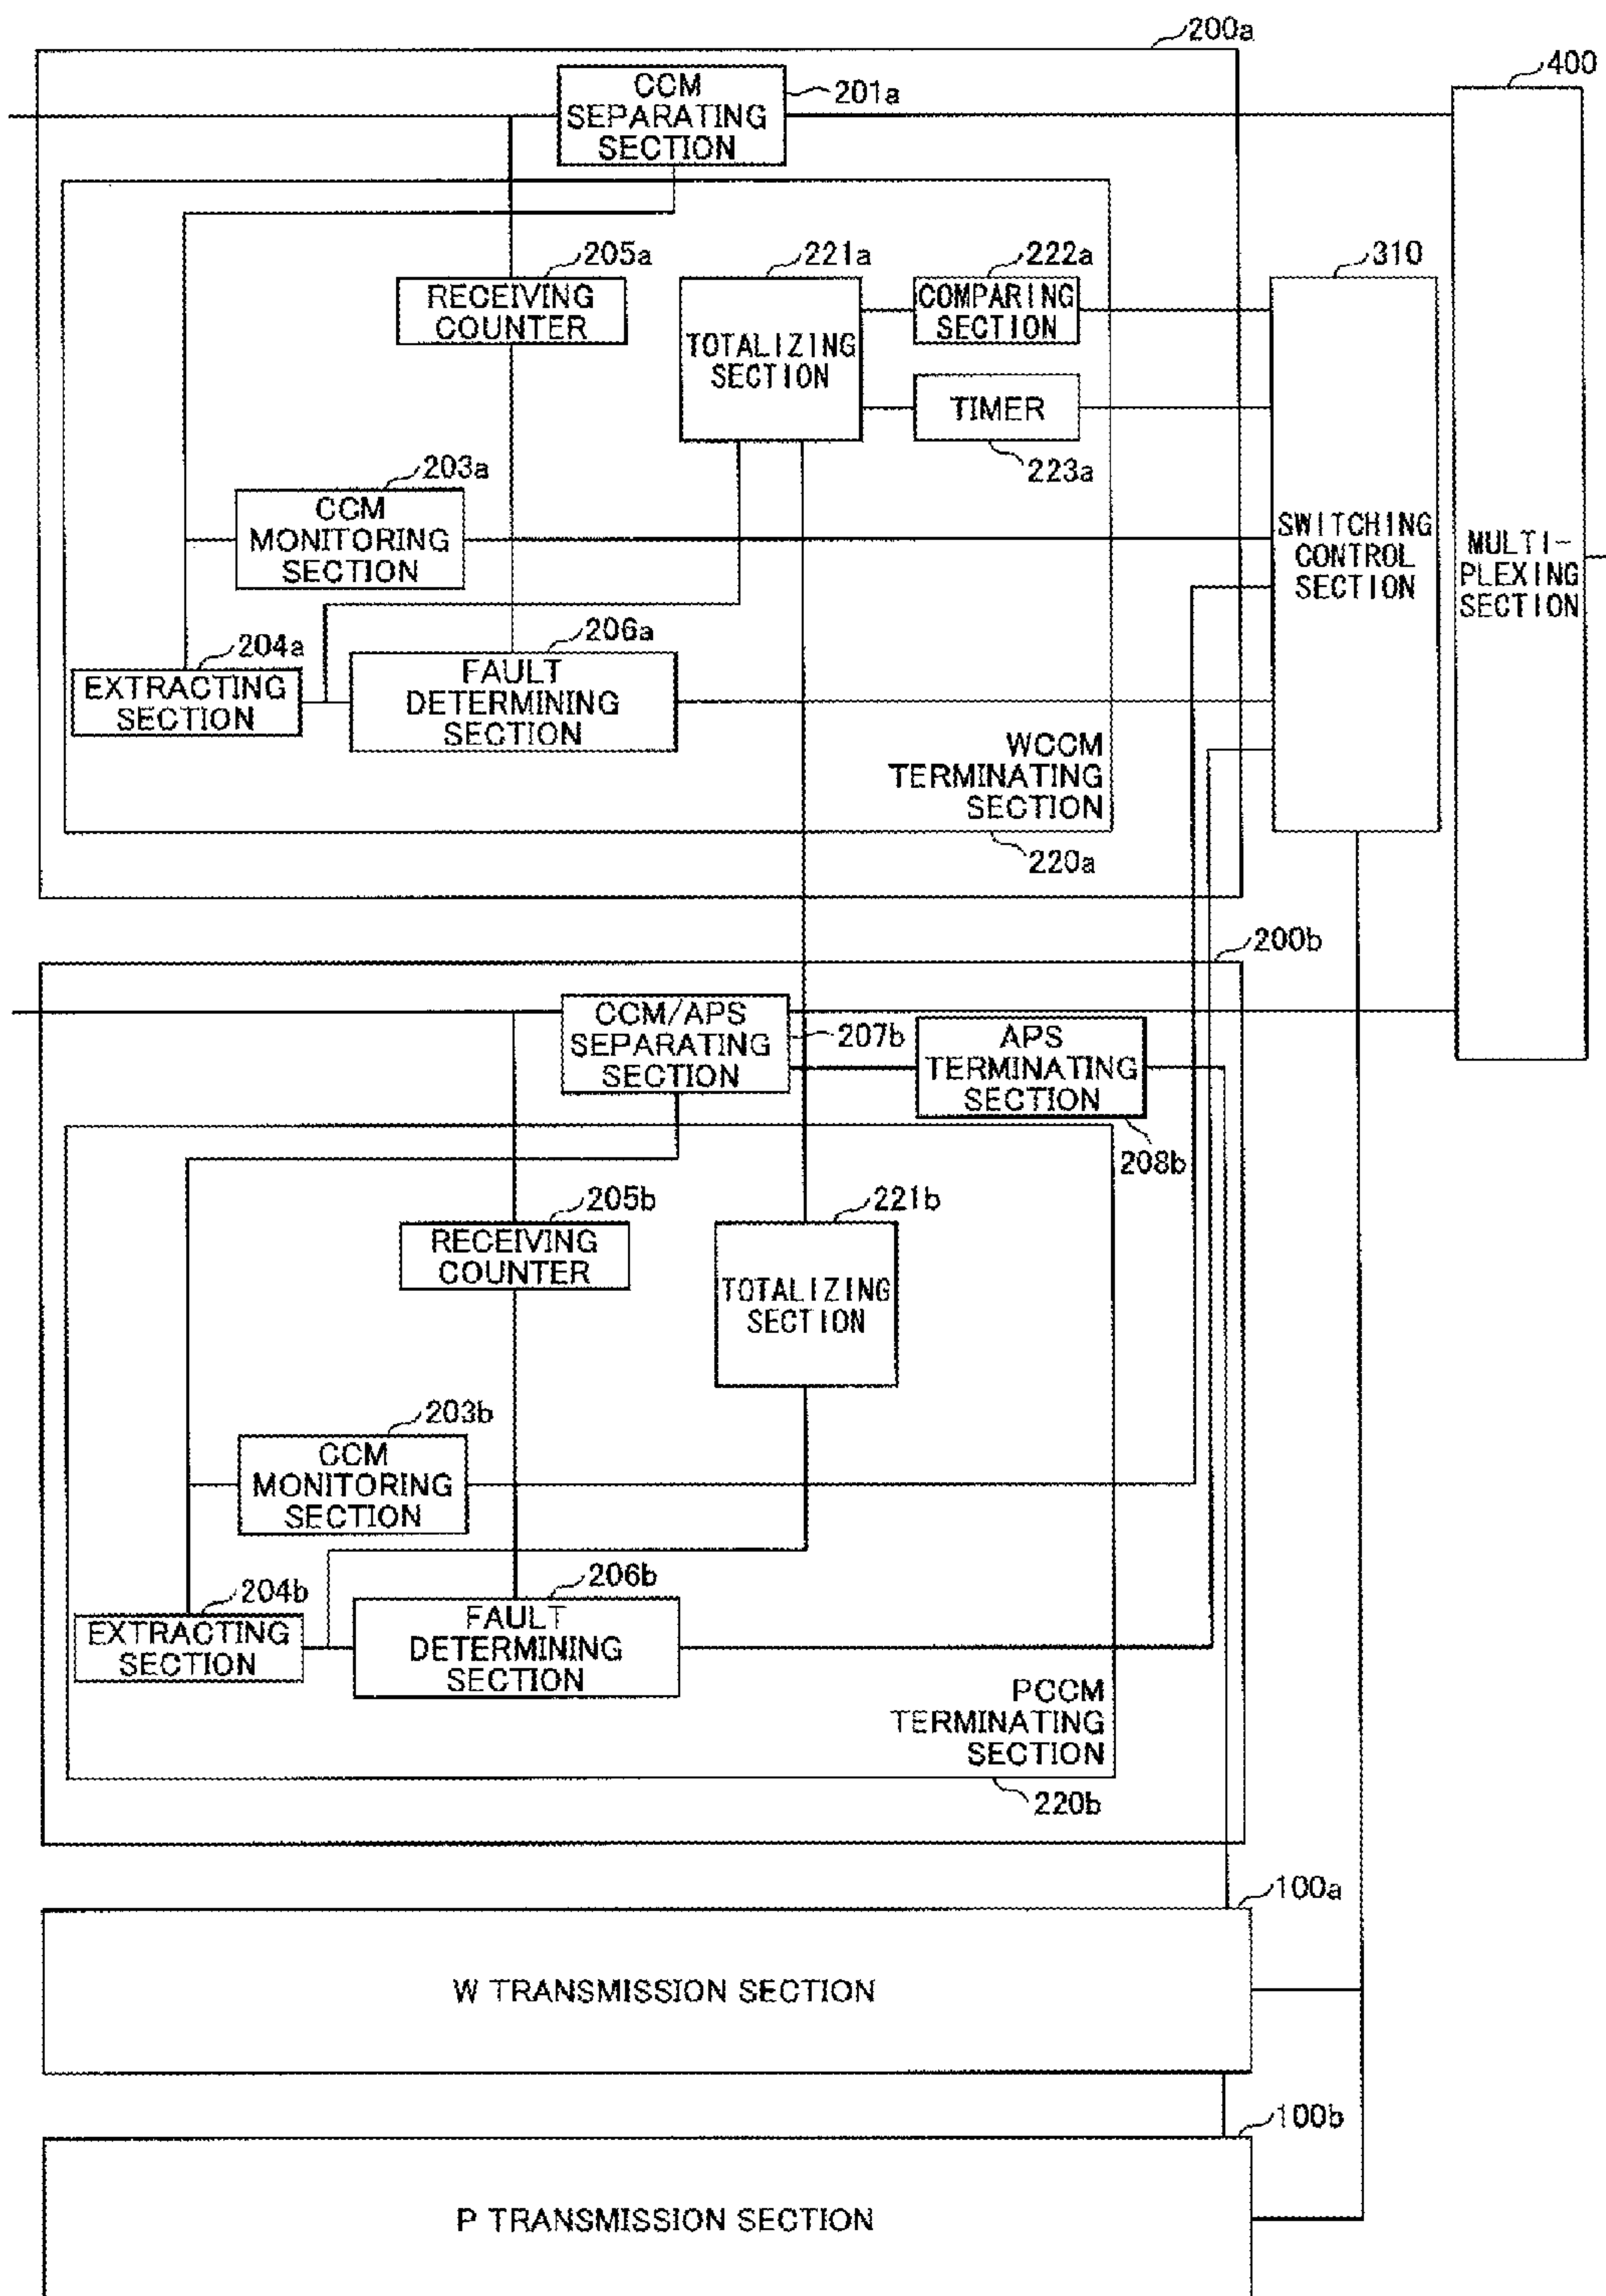 200a
400
CCM
SEPARATING
SECTION
201a
205a
221a
222a
310
RECEIVING
COUNTER
TOTALIZING
SECTION
COMPARING
SECTION
TIMER
223a
203a
CCM
MONITORING
SECTION
SWITCHING
CONTROL
SECTION
MULTI-
PLEXING
SECTION
204a
206a
EXTRACTING
SECTION
FAULT
DETERMINING
SECTION
WCCM
TERMINATING
SECTION
220a
200b
CCM/APS
SEPARATING
SECTION
207b
APS
TERMINATING
SECTION
208b
205b
221b
RECEIVING
COUNTER
TOTALIZING
SECTION
203b
CCM
MONITORING
SECTION
204b
206b
EXTRACTING
SECTION
FAULT
DETERMINING
SECTION
PCCM
TERMINATING
SECTION
220b
100a
W TRANSMISSION SECTION
100b
P TRANSMISSION SECTION